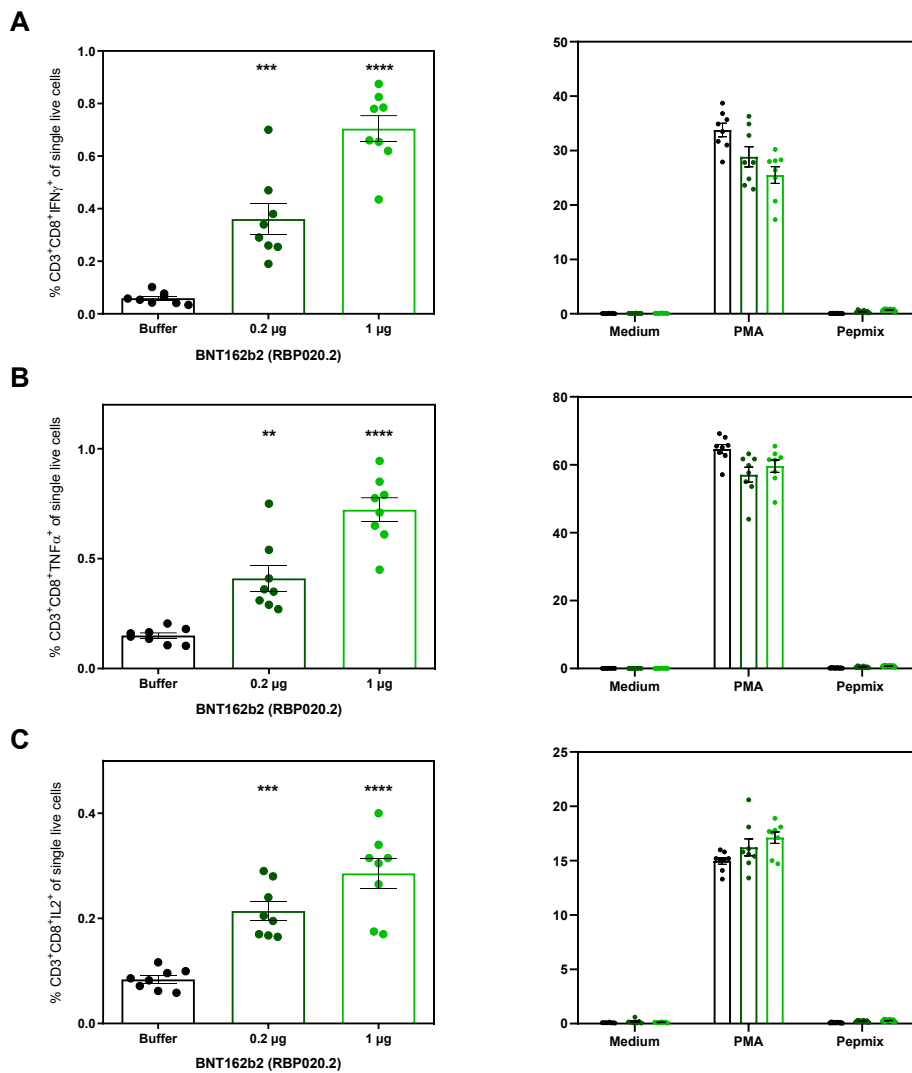 A
% CD3⁺CD8⁺IFNγ⁺ of single live cells
1.0
0.8
0.6
0.4
0.2
0.0
*** ****
Buffer 0.2 µg 1 µg
BNT162b2 (RBP020.2)
50
40
30
20
10
0
Medium PMA Pepmix
B
% CD3⁺CD8⁺TNFα⁺ of single live cells
1.0
0.5
0.0
** ****
Buffer 0.2 µg 1 µg
BNT162b2 (RBP020.2)
80
60
40
20
0
Medium PMA Pepmix
C
% CD3⁺CD8⁺IL2⁺ of single live cells
0.4
0.2
0.0
*** ****
Buffer 0.2 µg 1 µg
BNT162b2 (RBP020.2)
25
20
15
10
5
0
Medium PMA Pepmix